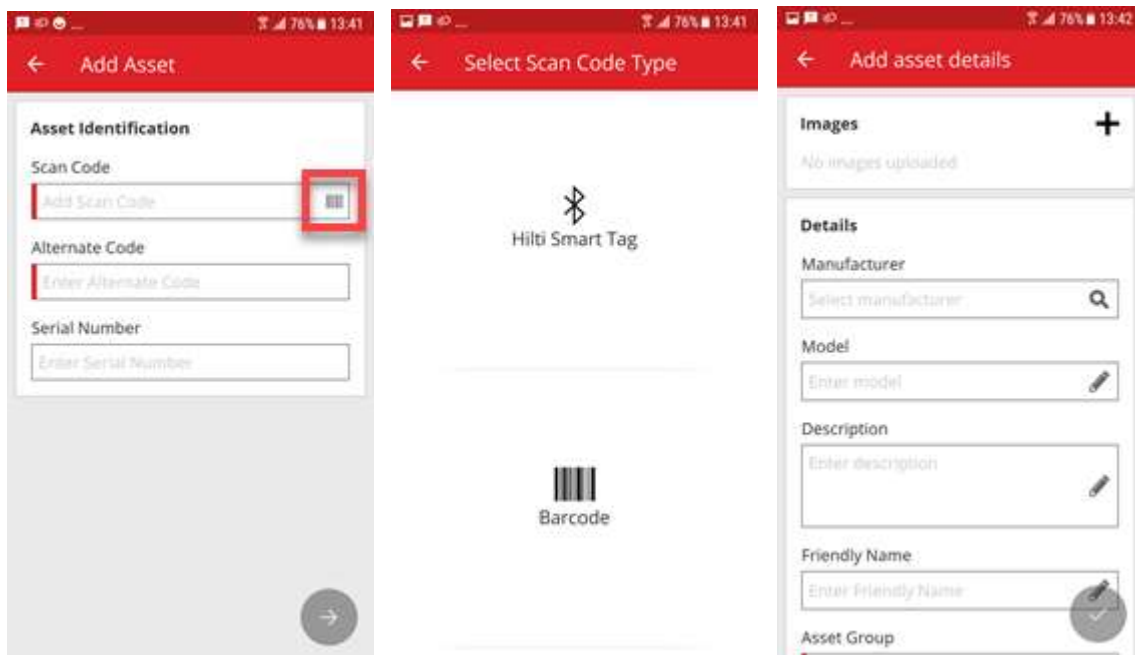 76% 13:41
Add Asset
Asset Identification
Scan Code
Add Scan Code
Alternate Code
Enter Alternate Code
Serial Number
Enter Serial Number
76% 13:41
Select Scan Code Type
Hilti Smart Tag
Barcode
76% 13:42
Add asset details
Images
No images uploaded
Details
Manufacturer
Select manufacturer
Model
Enter model
Description
Enter description
Friendly Name
Enter Friendly Name
Asset Group